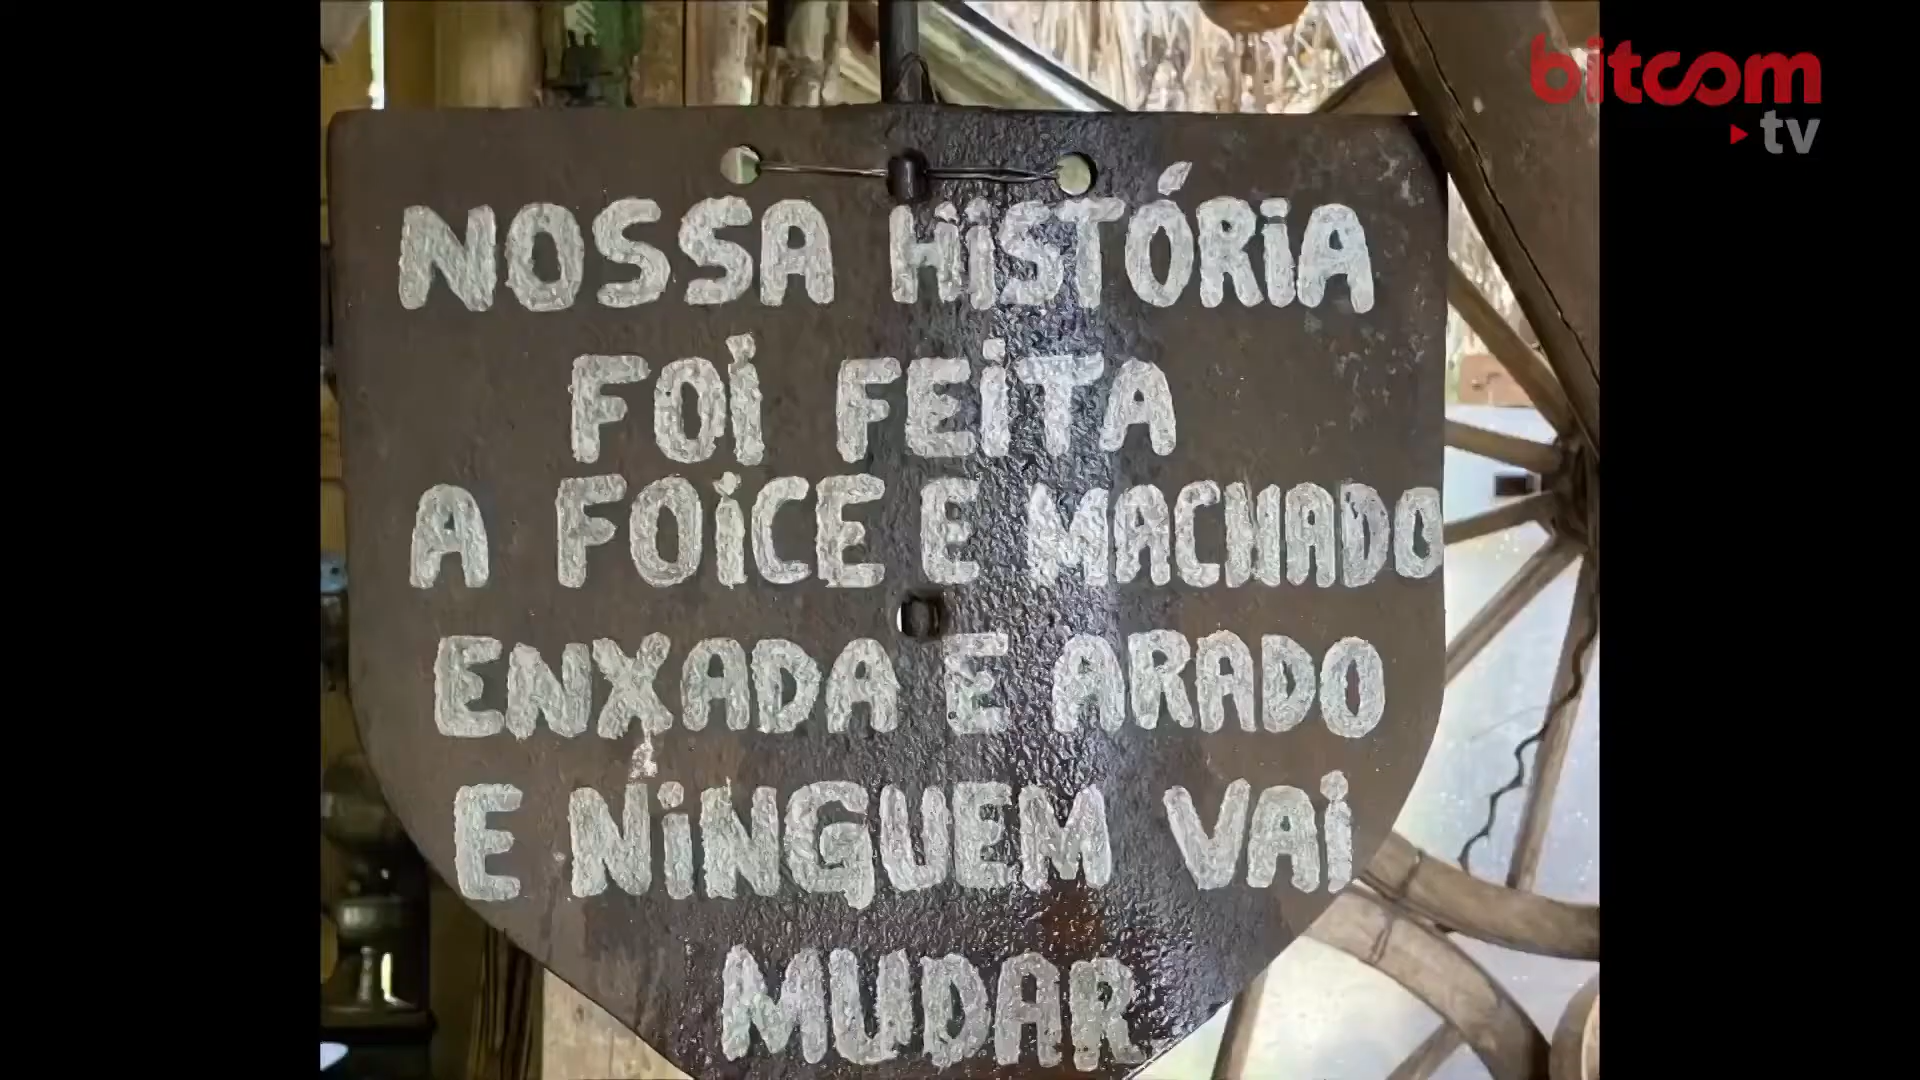 bitcom
tv
NOSSA HiSTÓRiA
FOi FEiTA
A FOiCE E MACHADO
ENXADA E ARADO
E NiNGUEM VAi
MUDAR